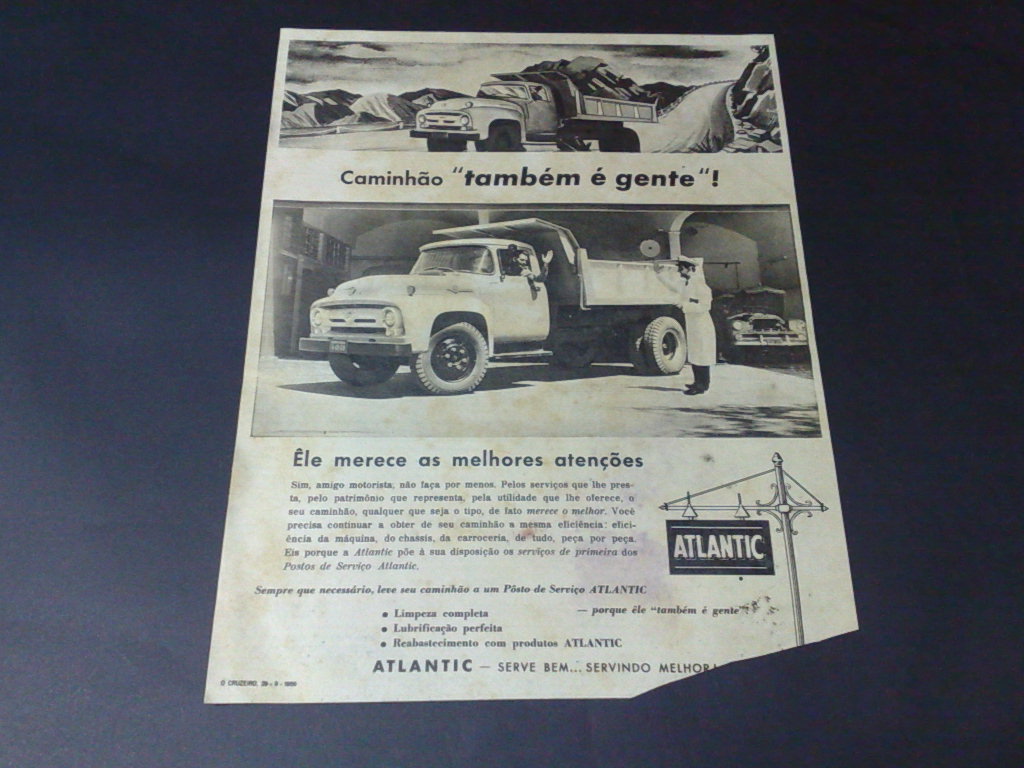 Caminhão "também é gente"!
Êle merece as melhores atenções
Sim, amigo motorista, não faça por menos. Pelos serviços que lhe pres-
ta, pelo patrimônio que representa, pela utilidade que lhe oferece, o
seu caminhão, qualquer que seja o tipo, de fato merece o melhor. Você
precisa continuar a obter de seu caminhão a mesma eficiência: efici-
ência da máquina, do chassis, da carroceria, de tudo, peça por peça.
Eis porque a Atlantic põe à sua disposição os serviços de primeira dos
Postos de Serviço Atlantic.
ATLANTIC
Sempre que necessário, leve seu caminhão a um Pôsto de Serviço ATLANTIC
— porque êle "também é gente"
• Limpeza completa
• Lubrificação perfeita
• Reabastecimento com produtos ATLANTIC
ATLANTIC — SERVE BEM... SERVINDO MELHOR
O CRUZEIRO